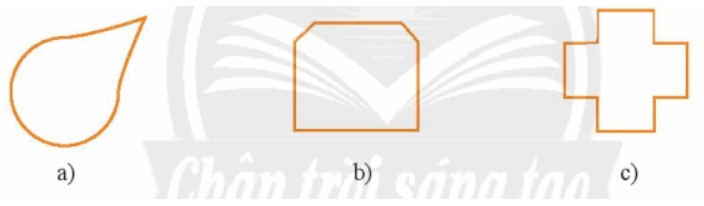 a) b) c)
Chân trời sáng tạo